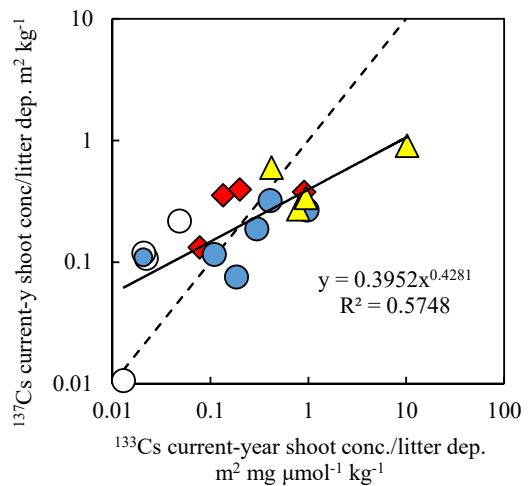 ¹³⁷Cs current-y shoot conc/litter dep. m² kg⁻¹
10
1
0.1
0.01
y = 0.3952x⁰·⁴²⁸¹
R² = 0.5748
0.01 0.1 1 10 100
¹³³Cs current-year shoot conc./litter dep.
m² mg μmol⁻¹ kg⁻¹